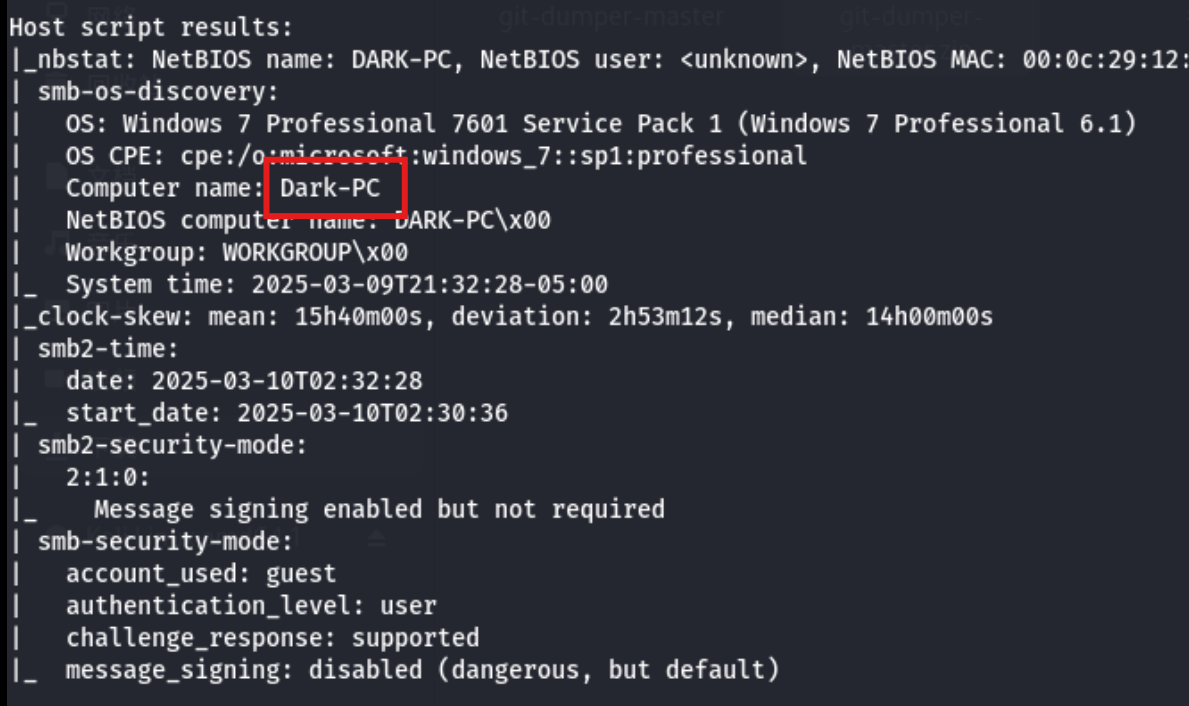 git-dumper-master git-dumper-
Host script results:
|_nbstat: NetBIOS name: DARK-PC, NetBIOS user: <unknown>, NetBIOS MAC: 00:0c:29:12:
| smb-os-discovery:
|   OS: Windows 7 Professional 7601 Service Pack 1 (Windows 7 Professional 6.1)
|   OS CPE: cpe:/o:microsoft:windows_7::sp1:professional
|   Computer name: Dark-PC
|   NetBIOS computer name: DARK-PC\x00
|   Workgroup: WORKGROUP\x00
|_  System time: 2025-03-09T21:32:28-05:00
|_clock-skew: mean: 15h40m00s, deviation: 2h53m12s, median: 14h00m00s
| smb2-time:
|   date: 2025-03-10T02:32:28
|_  start_date: 2025-03-10T02:30:36
| smb2-security-mode:
|   2:1:0:
|_    Message signing enabled but not required
| smb-security-mode:
|   account_used: guest
|   authentication_level: user
|   challenge_response: supported
|_  message_signing: disabled (dangerous, but default)